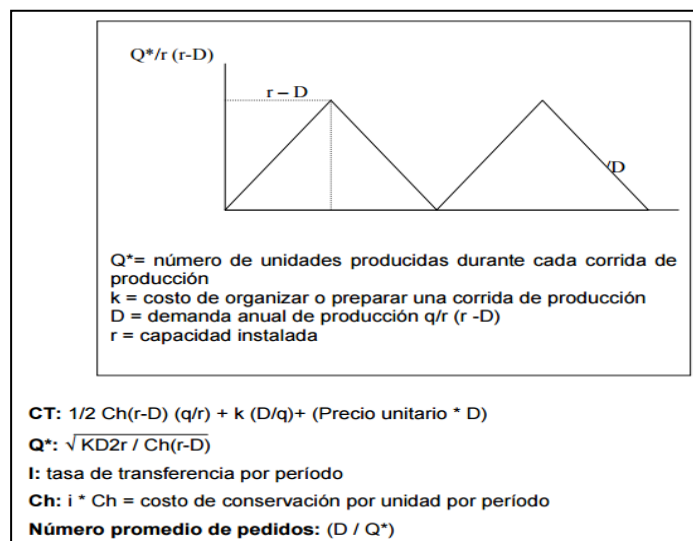 Q*/r (r-D)
r – D
/D
Q*= número de unidades producidas durante cada corrida de
producción
k = costo de organizar o preparar una corrida de producción
D = demanda anual de producción q/r (r -D)
r = capacidad instalada
CT: 1/2 Ch(r-D) (q/r) + k (D/q)+ (Precio unitario * D)
Q*: √ KD2r / Ch(r-D)
I: tasa de transferencia por período
Ch: i * Ch = costo de conservación por unidad por período
Número promedio de pedidos: (D / Q*)